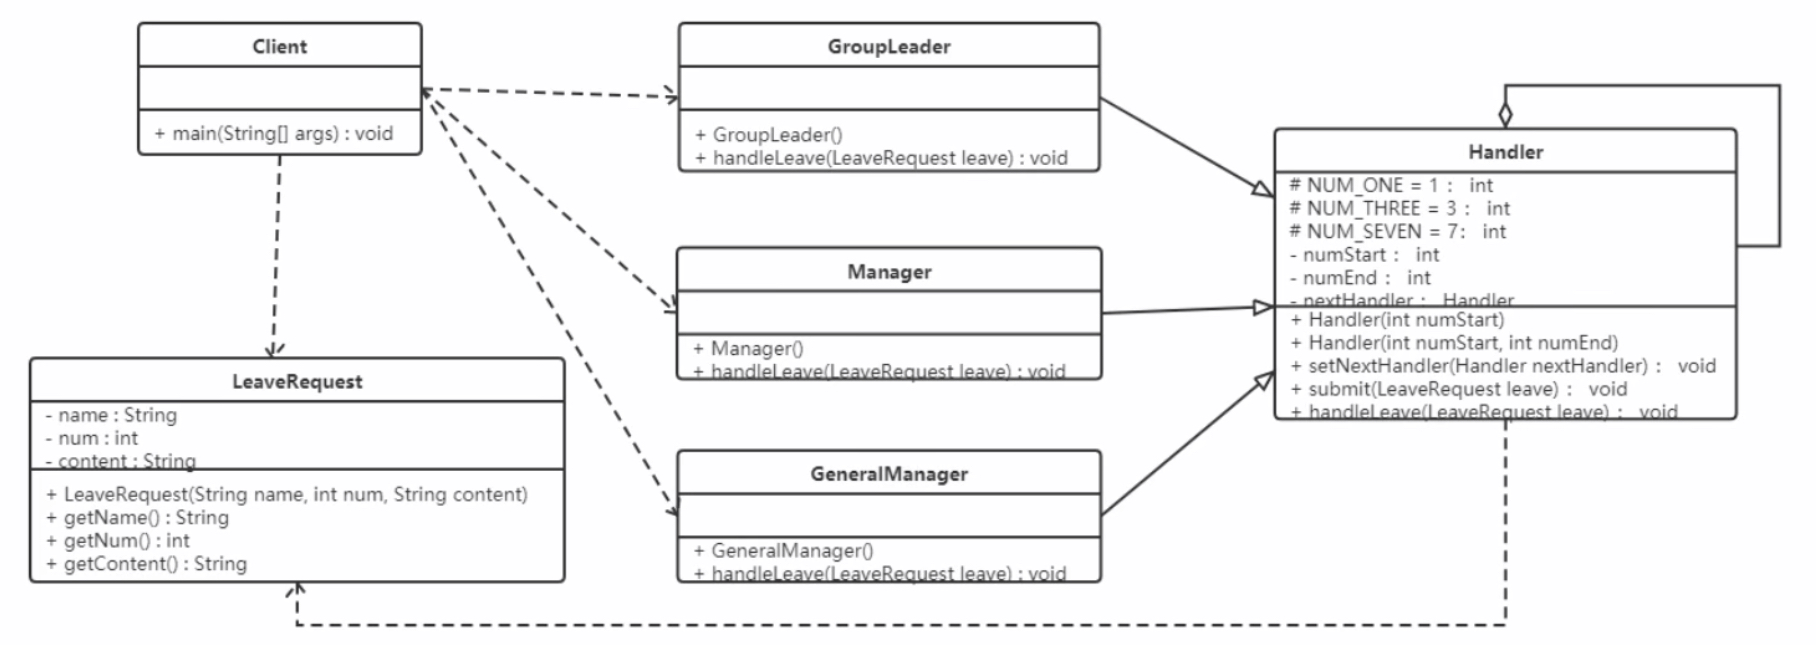 Client
+ main(String[] args) : void
GroupLeader
+ GroupLeader()
+ handleLeave(LeaveRequest leave) : void
Handler
# NUM_ONE = 1 : int
# NUM_THREE = 3 : int
# NUM_SEVEN = 7: int
- numStart : int
- numEnd : int
- nextHandler : Handler
+ Handler(int numStart)
+ Handler(int numStart, int numEnd)
+ setNextHandler(Handler nextHandler) : void
+ submit(LeaveRequest leave) : void
+ handleLeave(LeaveRequest leave) : void
Manager
+ Manager()
+ handleLeave(LeaveRequest leave) : void
LeaveRequest
- name : String
- num : int
- content : String
+ LeaveRequest(String name, int num, String content)
+ getName() : String
+ getNum() : int
+ getContent() : String
GeneralManager
+ GeneralManager()
+ handleLeave(LeaveRequest leave) : void